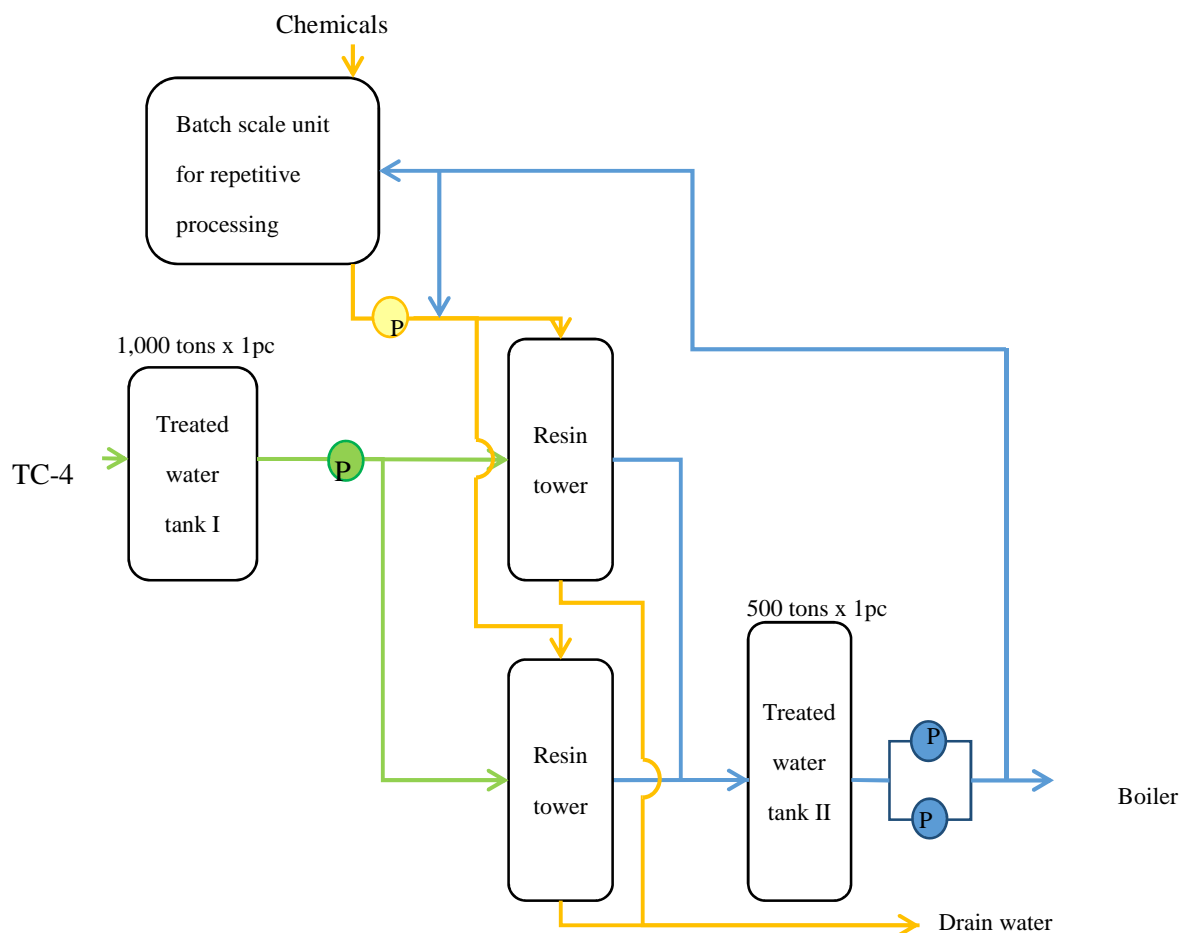 Chemicals
Batch scale unit
for repetitive
processing
P
1,000 tons x 1pc
Treated
water
tank I
TC-4
P
Resin
tower
500 tons x 1pc
Resin
tower
Treated
water
tank II
P
P
Boiler
Drain water